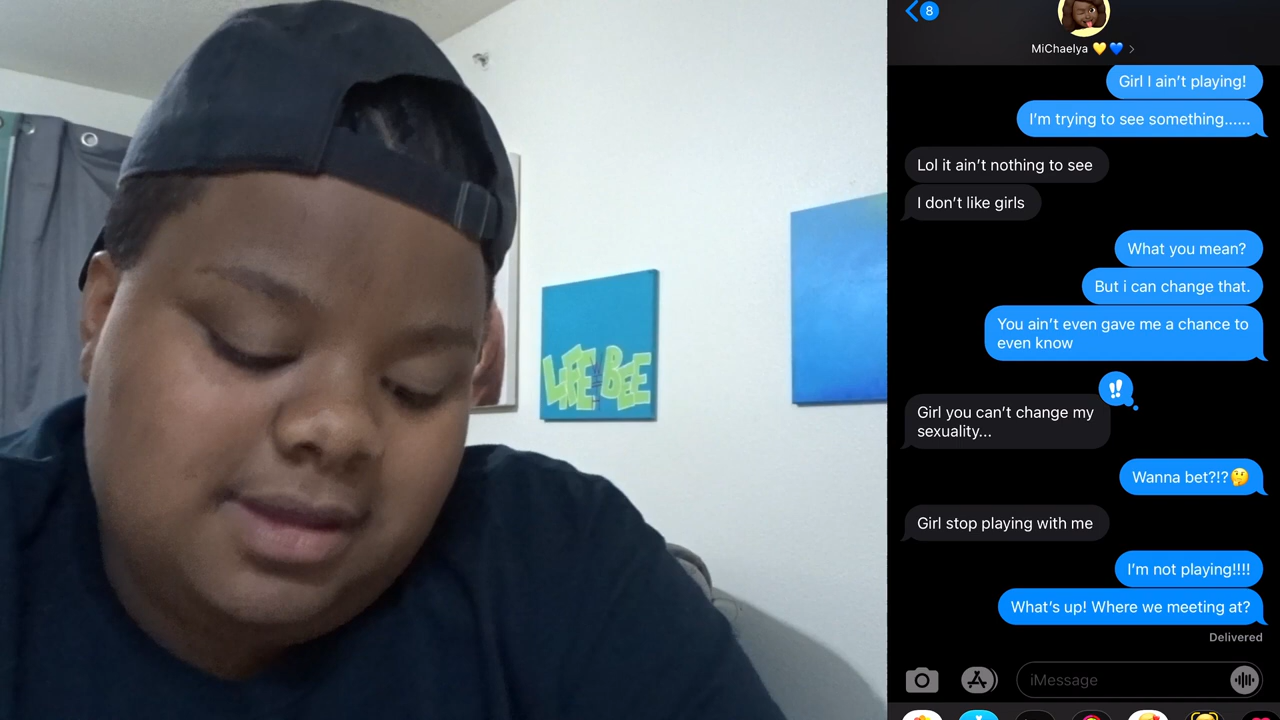 LIFE
BEE
8
MiChaelya 💛💙 >
Girl I ain't playing!
I'm trying to see something......
Lol it ain't nothing to see
I don't like girls
What you mean?
But i can change that.
You ain't even gave me a chance to
even know
!!
Girl you can't change my
sexuality...
Wanna bet?!?🤔
Girl stop playing with me
I'm not playing!!!!
What's up! Where we meeting at?
Delivered
iMessage